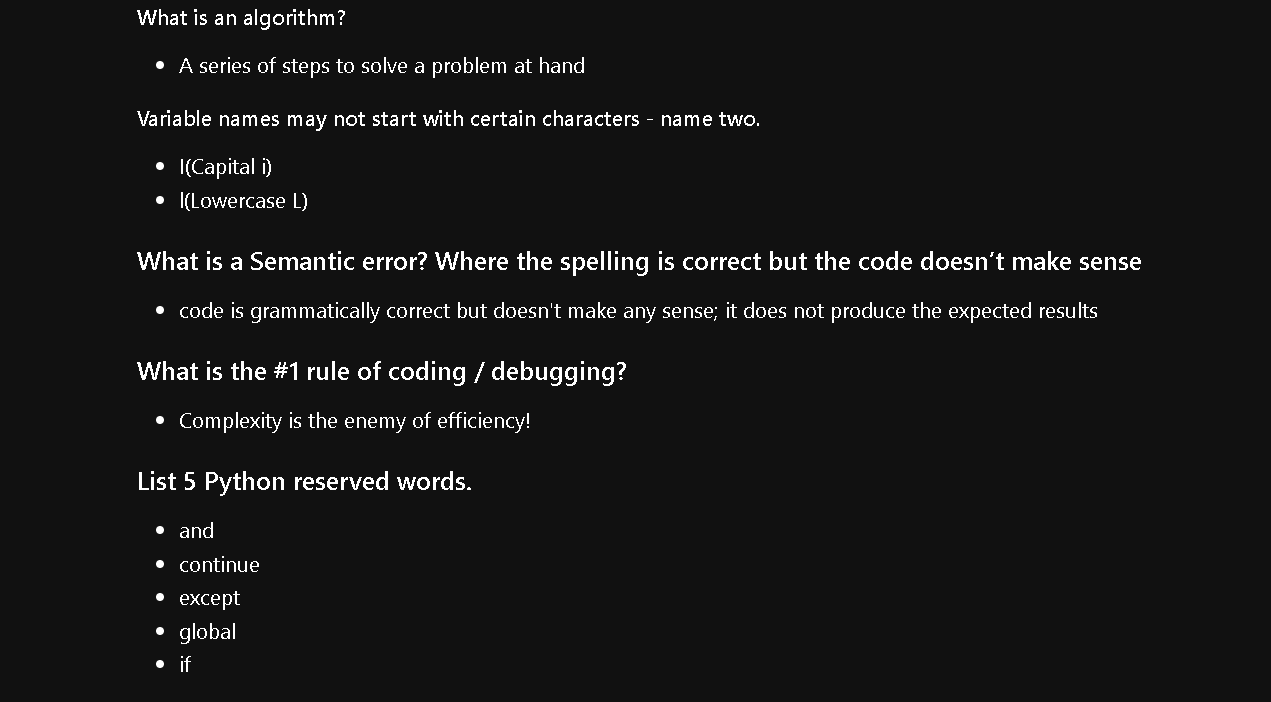 What is an algorithm?
• A series of steps to solve a problem at hand
Variable names may not start with certain characters - name two.
• I(Capital i)
• l(Lowercase L)
What is a Semantic error? Where the spelling is correct but the code doesn’t make sense
• code is grammatically correct but doesn't make any sense; it does not produce the expected results
What is the #1 rule of coding / debugging?
• Complexity is the enemy of efficiency!
List 5 Python reserved words.
• and
• continue
• except
• global
• if